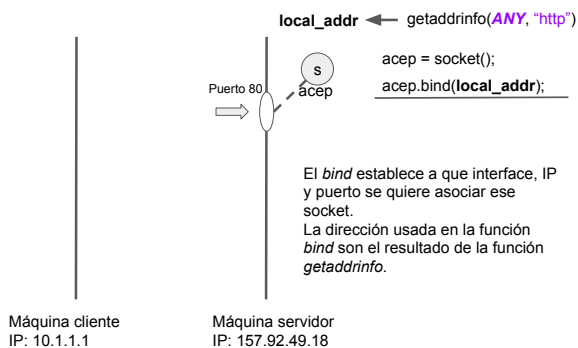 local_addr getaddrinfo(ANY, “http”)
s
acep
acep = socket();
acep.bind(local_addr);
Puerto 80
El bind establece a que interface, IP
y puerto se quiere asociar ese
socket.
La dirección usada en la función
bind son el resultado de la función
getaddrinfo.
Máquina cliente
IP: 10.1.1.1
Máquina servidor
IP: 157.92.49.18